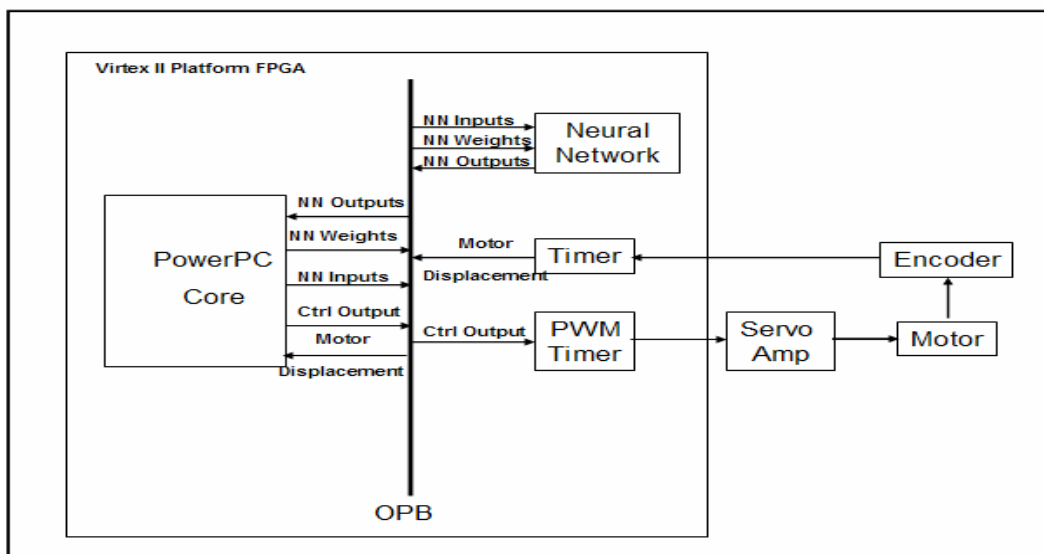 Virtex II Platform FPGA
NN Inputs
NN Weights
NN Outputs
Neural
Network
NN Outputs
NN Weights
NN Inputs
Ctrl Output
Motor
Displacement
PowerPC
Core
Motor
Displacement
Timer
Encoder
Ctrl Output
PWM
Timer
Servo
Amp
Motor
OPB